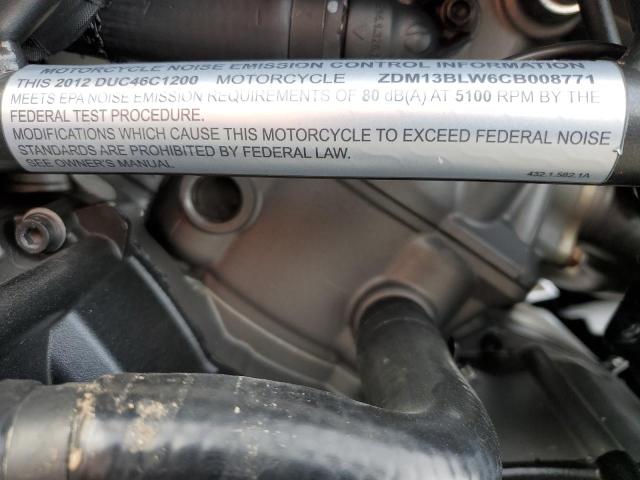 MOTORCYCLE NOISE EMISSION CONTROL INFORMATION
THIS 2012 DUC46C1200 MOTORCYCLE ZDM13BLW6CB008771
MEETS EPA NOISE EMISSION REQUIREMENTS OF 80 dB(A) AT 5100 RPM BY THE
FEDERAL TEST PROCEDURE.
MODIFICATIONS WHICH CAUSE THIS MOTORCYCLE TO EXCEED FEDERAL NOISE
STANDARDS ARE PROHIBITED BY FEDERAL LAW.
SEE OWNER'S MANUAL
432.1.582.1A